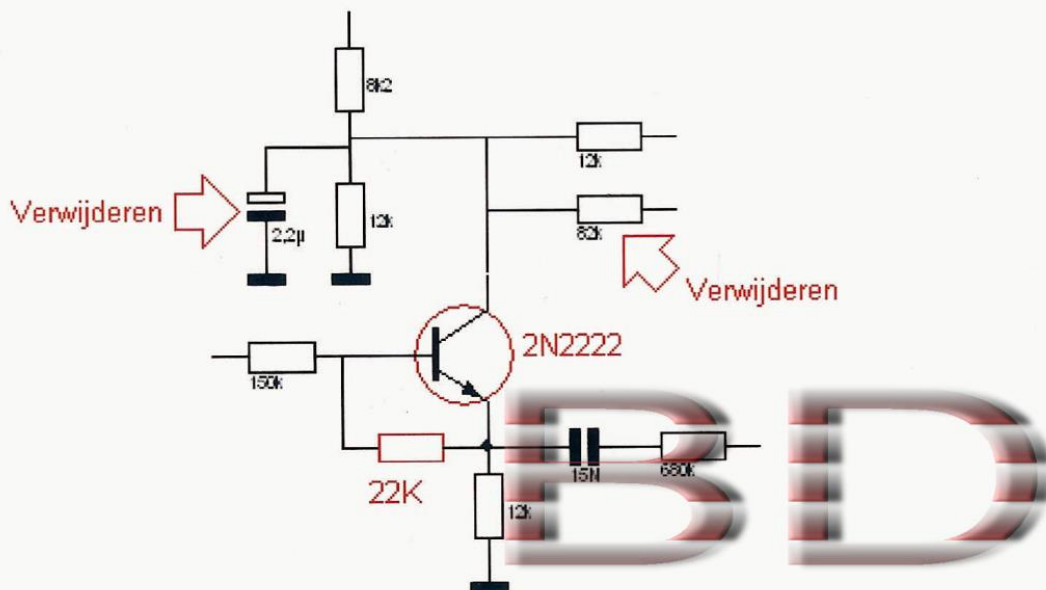 8k2
12k
Verwijderen
2,2µ
12k
82k
Verwijderen
2N2222
150k
22K
15N
680k
12k
BD